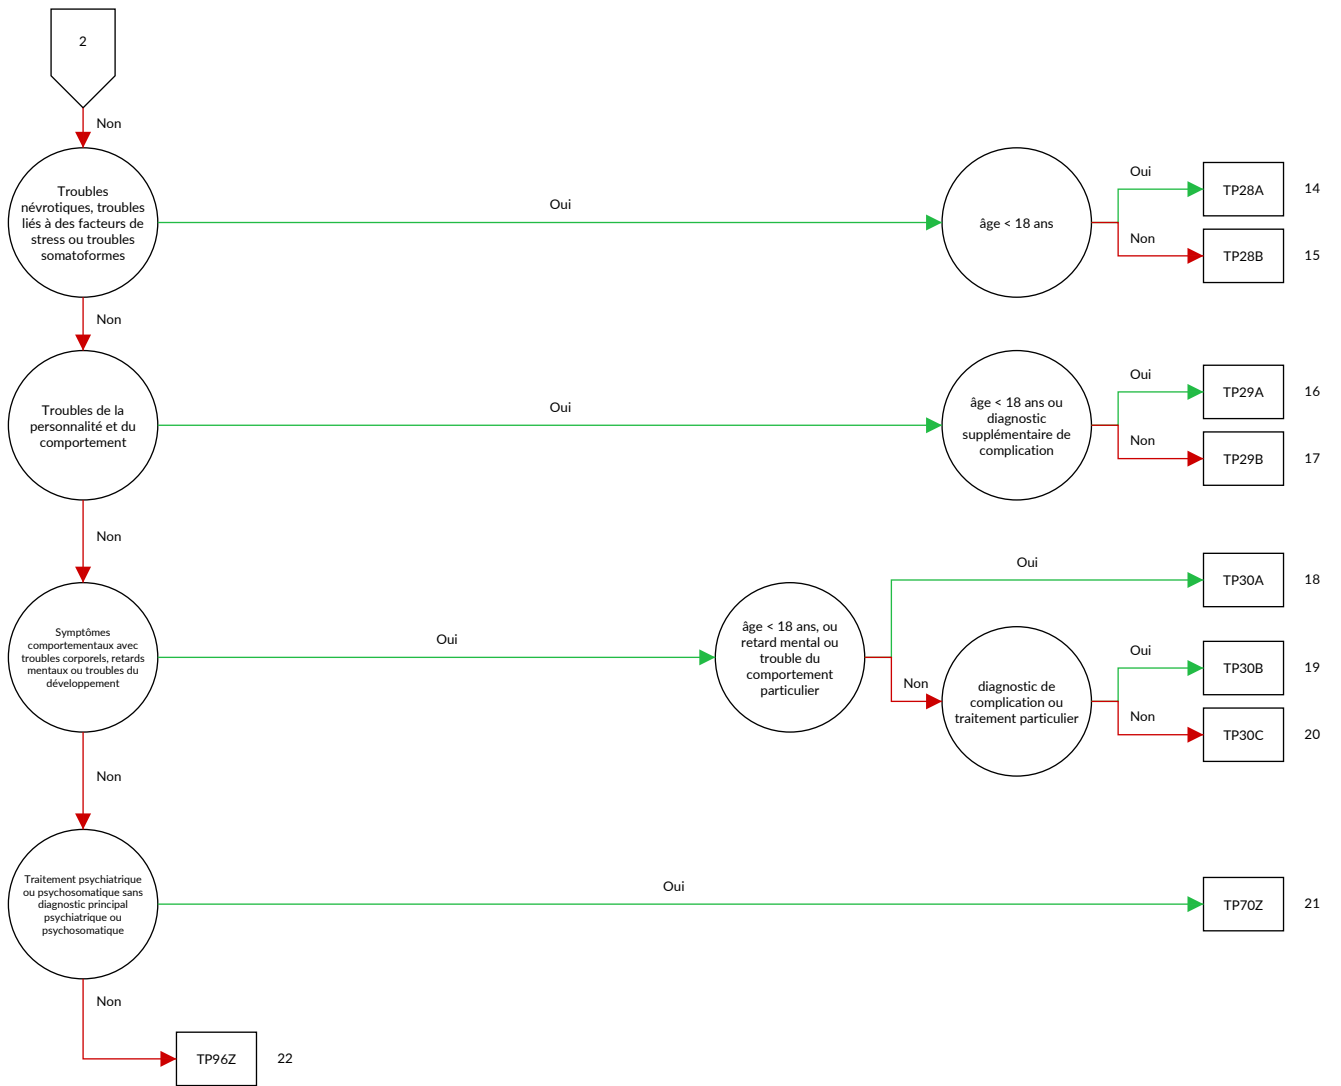 2
Non
Troubles
névrotiques, troubles
liés à des facteurs de
stress ou troubles
somatoformes
Oui
âge < 18 ans
Oui
TP28A
14
Non
TP28B
15
Non
Troubles de la
personnalité et du
comportement
Oui
âge < 18 ans ou
diagnostic
supplémentaire de
complication
Oui
TP29A
16
Non
TP29B
17
Non
Symptômes
comportementaux avec
troubles corporels, retards
mentaux ou troubles du
développement
Oui
âge < 18 ans, ou
retard mental ou
trouble du
comportement
particulier
Oui
TP30A
18
Non
diagnostic de
complication ou
traitement particulier
Oui
TP30B
19
Non
TP30C
20
Non
Traitement psychiatrique
ou psychosomatique sans
diagnostic principal
psychiatrique ou
psychosomatique
Oui
TP70Z
21
Non
TP96Z
22